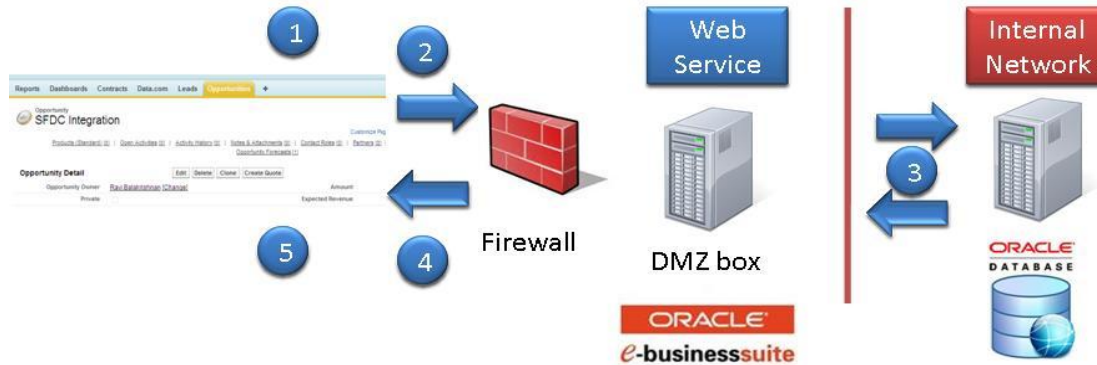 1
2
Web
Service
Internal
Network
Reports Dashboards Contracts Data.com Leads Opportunities +
Opportunity
SFDC Integration
Customize Pag
Products (Standard) [0] | Open Activities [0] | Activity History [0] | Notes & Attachments [0] | Contact Roles [0] | Partners [0]
Opportunity Forecasts [1]
Opportunity Detail Edit Delete Clone Create Quote
Opportunity Owner Ravi Balakrishnan [Change] Amount
Private Expected Revenue
3
5
4
Firewall
DMZ box
ORACLE
DATABASE
ORACLE
e-businesssuite